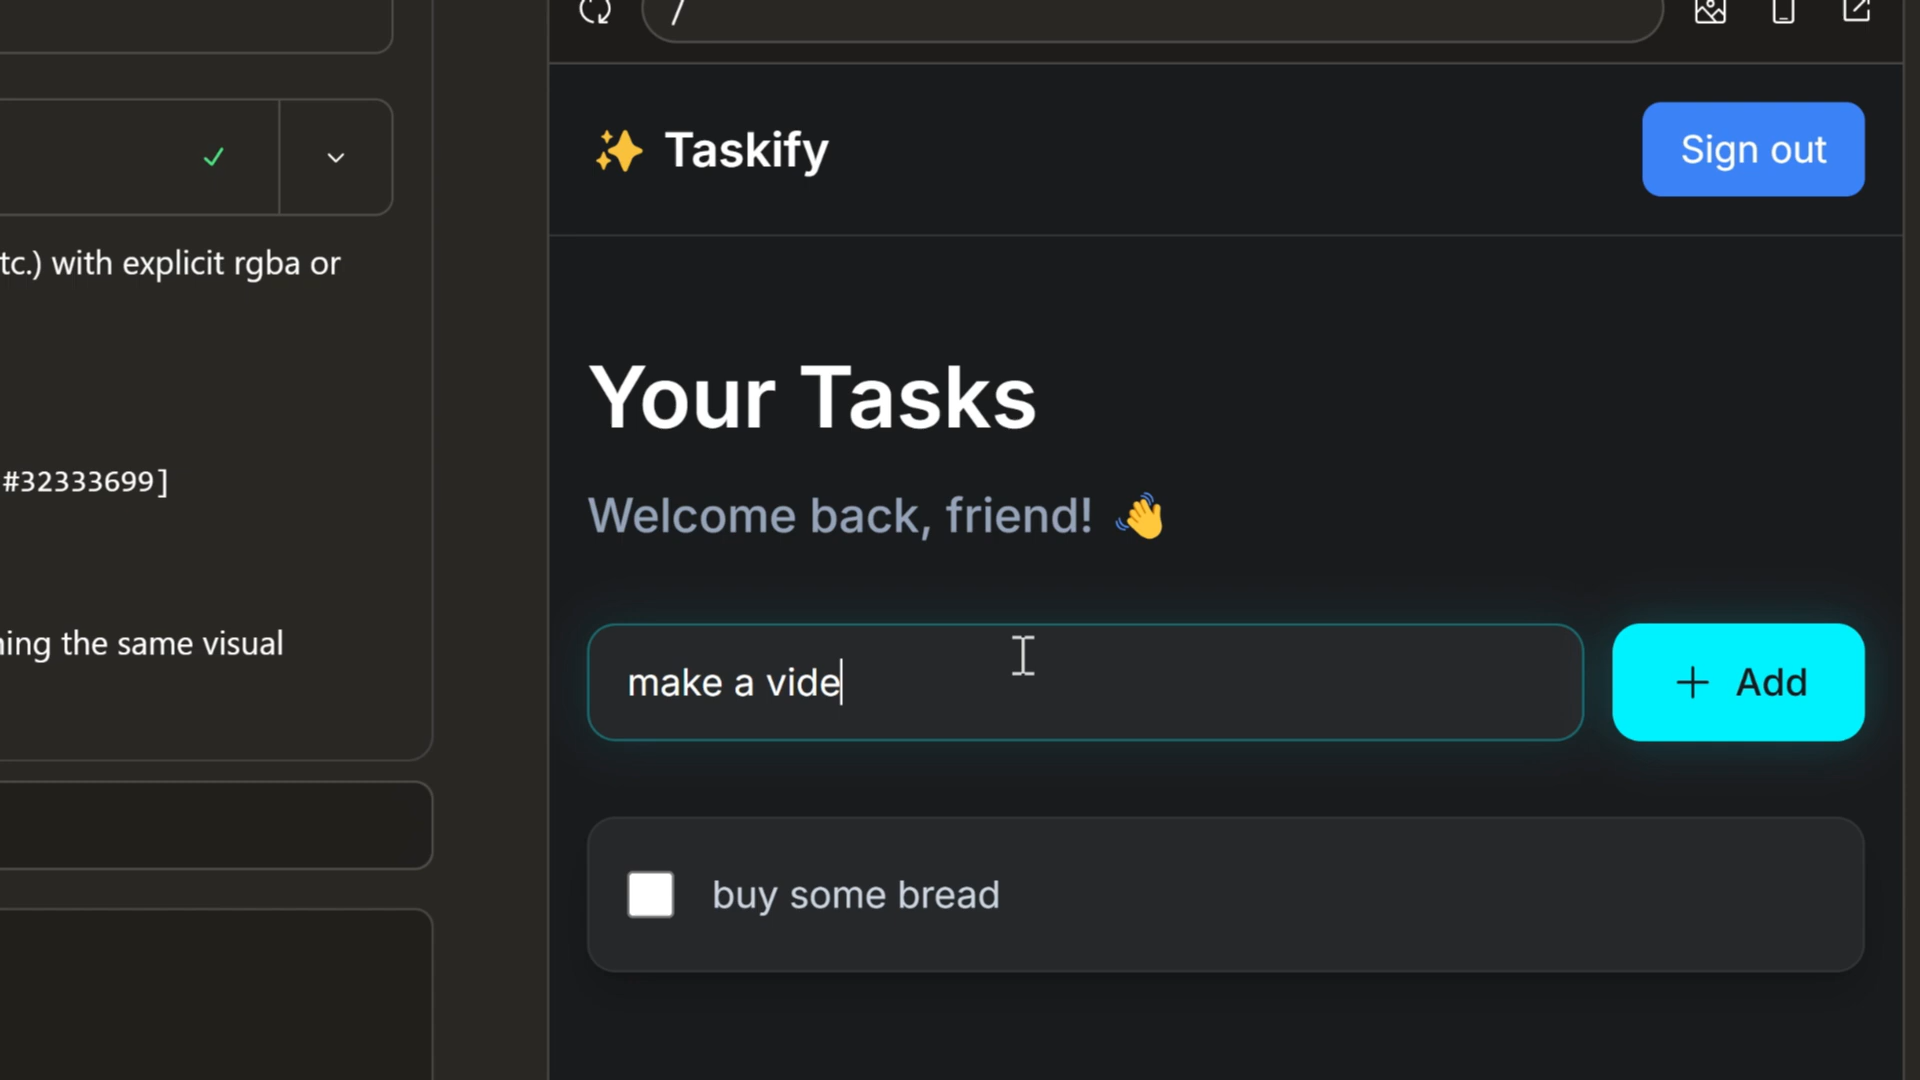 tc.) with explicit rgba or
#32333699]
ning the same visual
/
Taskify
Sign out
Your Tasks
Welcome back, friend! 👋
make a vide
+ Add
buy some bread